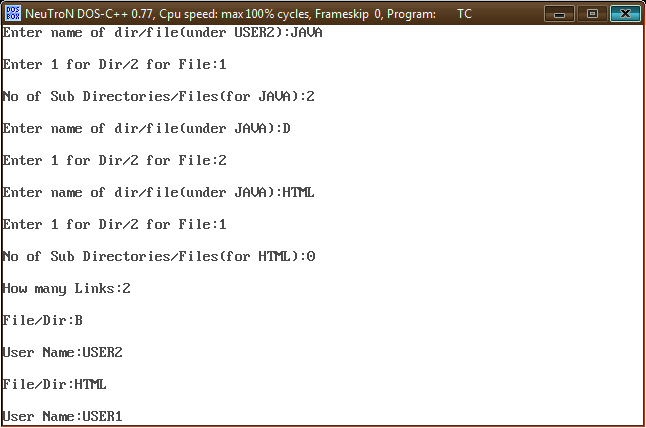 DOS BOX NeuTroN DOS-C++ 0.77, Cpu speed: max 100% cycles, Frameskip 0, Program: TC
Enter name of dir/file(under USER2):JAVA
Enter 1 for Dir/2 for File:1
No of Sub Directories/Files(for JAVA):2
Enter name of dir/file(under JAVA):D
Enter 1 for Dir/2 for File:2
Enter name of dir/file(under JAVA):HTML
Enter 1 for Dir/2 for File:1
No of Sub Directories/Files(for HTML):0
How many Links:2
File/Dir:B
User Name:USER2
File/Dir:HTML
User Name:USER1